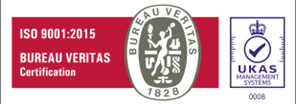 ISO 9001:2015
BUREAU VERITAS
Certification
BUREAU VERITAS
1828
UKAS
MANAGEMENT
SYSTEMS
0008